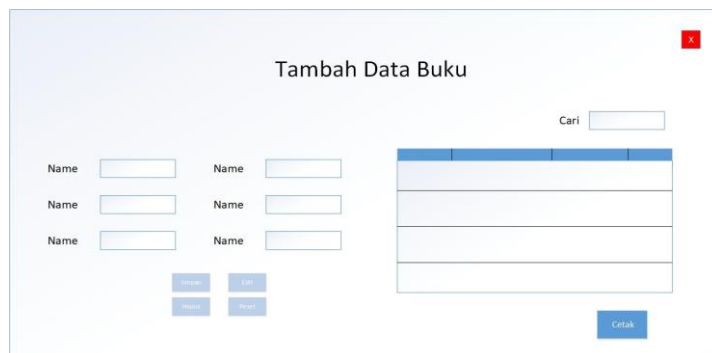 X
Tambah Data Buku
Cari
Name Name
Name Name
Name Name
Simpan Edit
Hapus Reset
Cetak